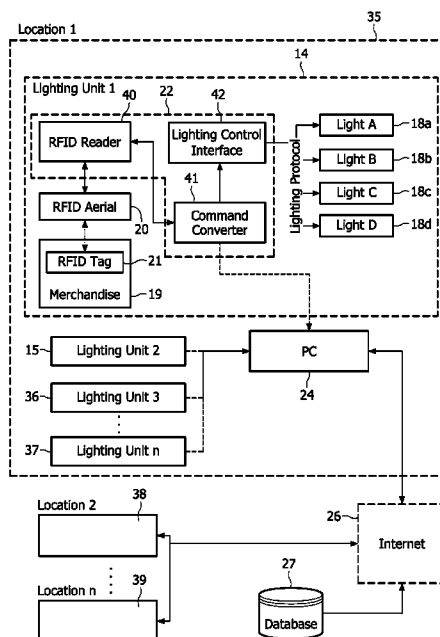 Location 1
35
14
Lighting Unit 1
40
22
42
RFID Reader
Lighting Control
Interface
Lighting Protocol
Light A
18a
Light B
18b
Light C
18c
Light D
18d
41
RFID Aerial
20
Command
Converter
RFID Tag
21
Merchandise
19
15
Lighting Unit 2
PC
24
36
Lighting Unit 3
37
Lighting Unit n
Location 2
38
26
Internet
Location n
39
27
Database